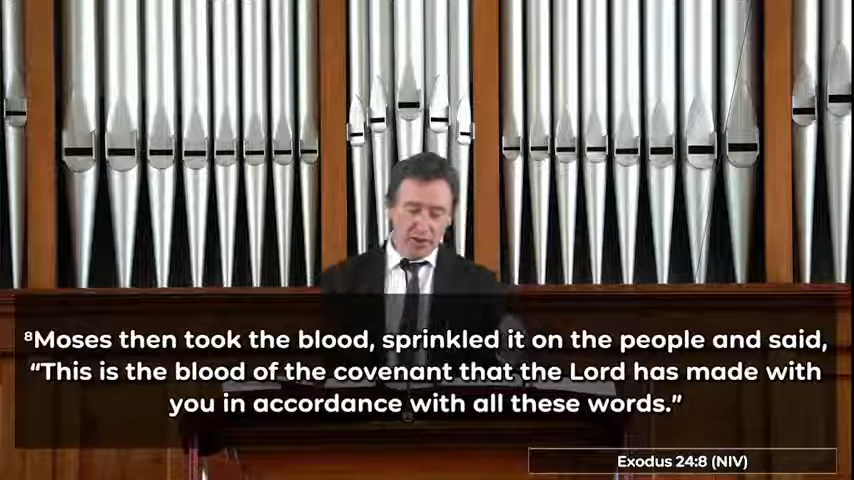 ⁸Moses then took the blood, sprinkled it on the people and said,
“This is the blood of the covenant that the Lord has made with
you in accordance with all these words.”
Exodus 24:8 (NIV)